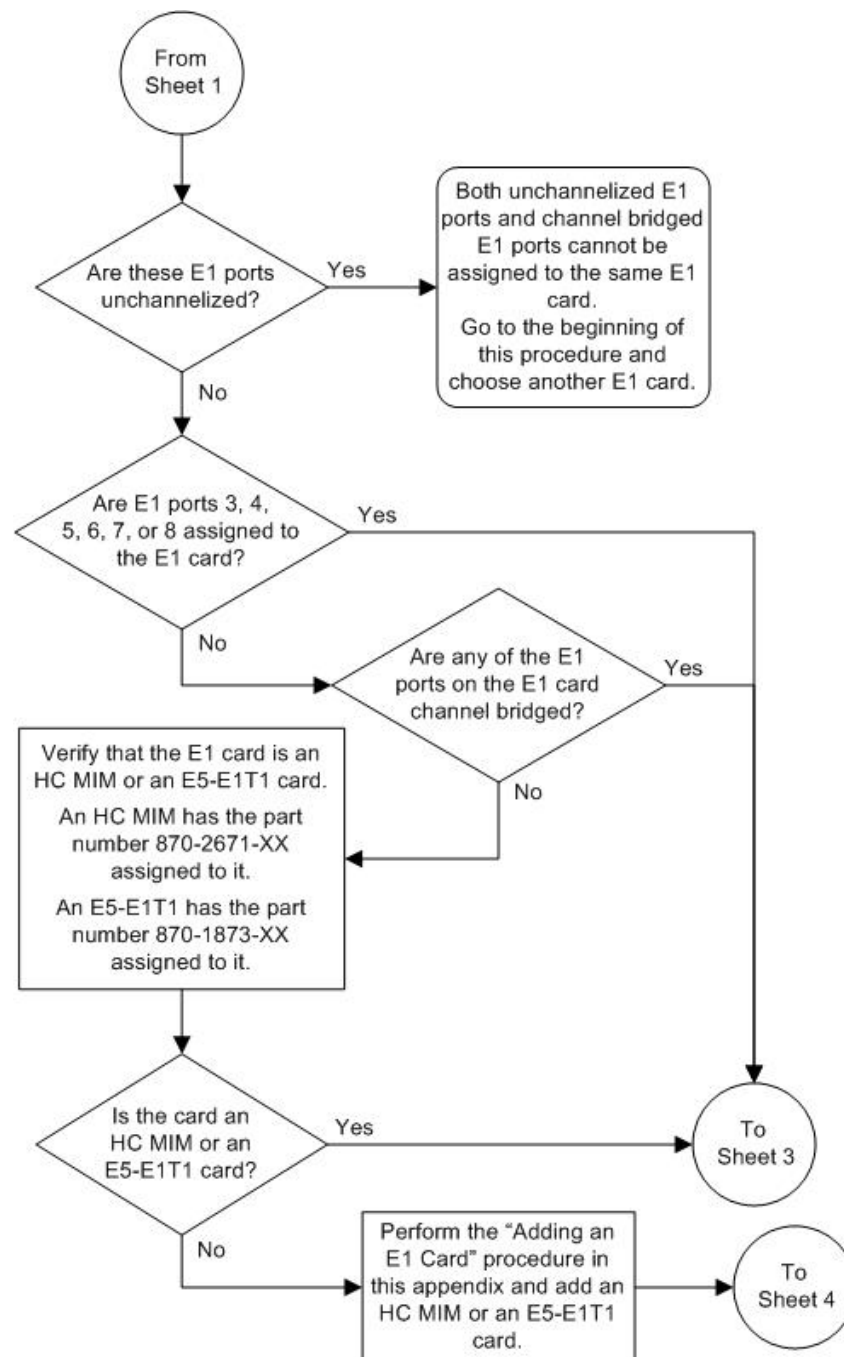 From
Sheet 1
Are these E1 ports
unchannelized?
Yes
Both unchannelized E1
ports and channel bridged
E1 ports cannot be
assigned to the same E1
card.
Go to the beginning of
this procedure and
choose another E1 card.
No
Are E1 ports 3, 4,
5, 6, 7, or 8 assigned to
the E1 card?
Yes
No
Are any of the E1
ports on the E1 card
channel bridged?
Yes
No
Verify that the E1 card is an
HC MIM or an E5-E1T1 card.
An HC MIM has the part
number 870-2671-XX
assigned to it.
An E5-E1T1 has the part
number 870-1873-XX
assigned to it.
Is the card an
HC MIM or an
E5-E1T1 card?
Yes
To
Sheet 3
No
Perform the “Adding an
E1 Card” procedure in
this appendix and add an
HC MIM or an E5-E1T1
card.
To
Sheet 4